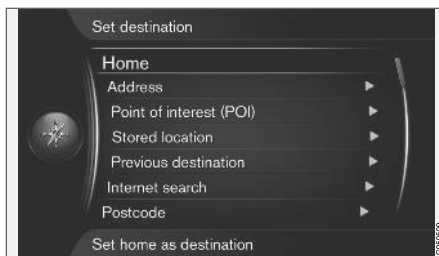 Set destination
Home
Address
Point of interest (POI)
Stored location
Previous destination
Internet search
Postcode
Set home as destination